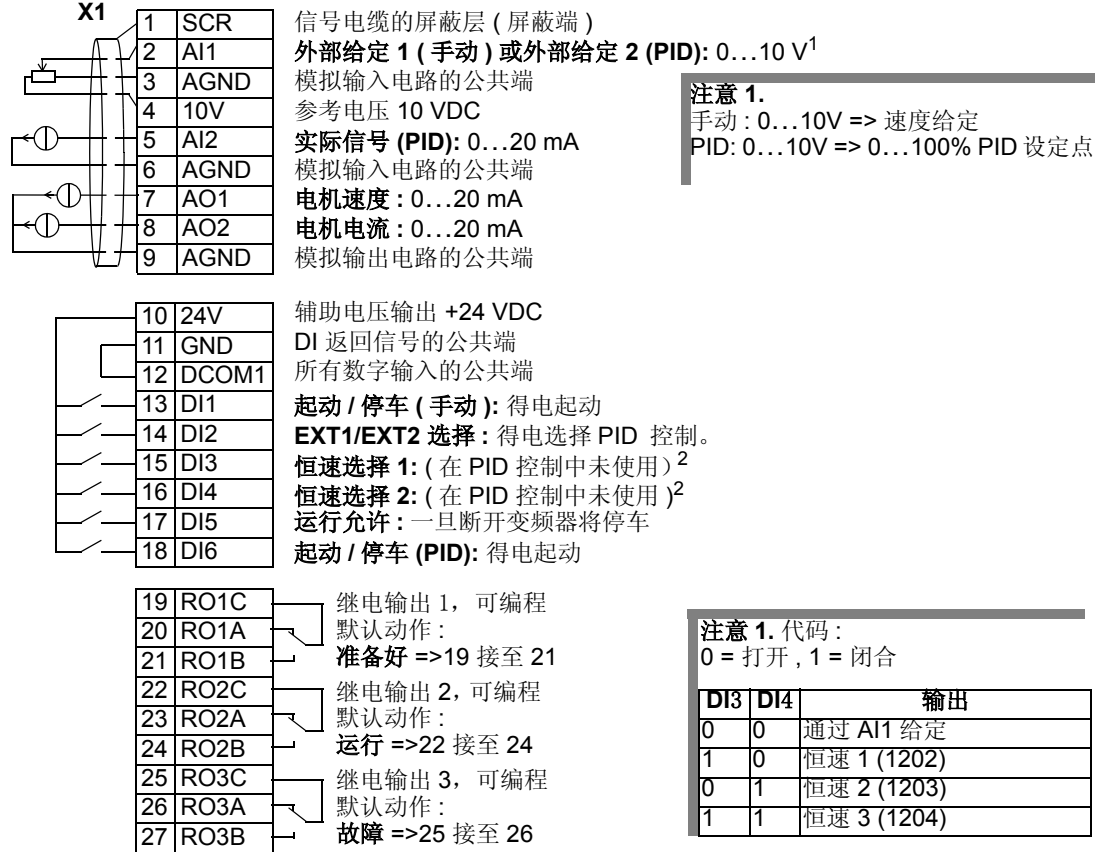 X1
1 SCR 信号电缆的屏蔽层 ( 屏蔽端 )
2 AI1 外部给定 1 ( 手动 ) 或外部给定 2 (PID): 0…10 V1
3 AGND 模拟输入电路的公共端
4 10V 参考电压 10 VDC
5 AI2 实际信号 (PID): 0…20 mA
6 AGND 模拟输入电路的公共端
7 AO1 电机速度 : 0…20 mA
8 AO2 电机电流 : 0…20 mA
9 AGND 模拟输出电路的公共端
注意 1.
手动 : 0…10V => 速度给定
PID: 0…10V => 0…100% PID 设定点
10 24V 辅助电压输出 +24 VDC
11 GND DI 返回信号的公共端
12 DCOM1 所有数字输入的公共端
13 DI1 起动 / 停车 ( 手动 ): 得电起动
14 DI2 EXT1/EXT2 选择 : 得电选择 PID 控制。
15 DI3 恒速选择 1: ( 在 PID 控制中未使用）2
16 DI4 恒速选择 2: ( 在 PID 控制中未使用 )2
17 DI5 运行允许 : 一旦断开变频器将停车
18 DI6 起动 / 停车 (PID): 得电起动
19 RO1C 继电输出 1，可编程
20 RO1A 默认动作 :
21 RO1B 准备好 =>19 接至 21
22 RO2C 继电输出 2, 可编程
23 RO2A 默认动作 :
24 RO2B 运行 =>22 接至 24
25 RO3C 继电输出 3，可编程
26 RO3A 默认动作 :
27 RO3B 故障 =>25 接至 26
注意 1. 代码 :
0 = 打开 , 1 = 闭合
DI3 DI4 输出
0 0 通过 AI1 给定
1 0 恒速 1 (1202)
0 1 恒速 2 (1203)
1 1 恒速 3 (1204)